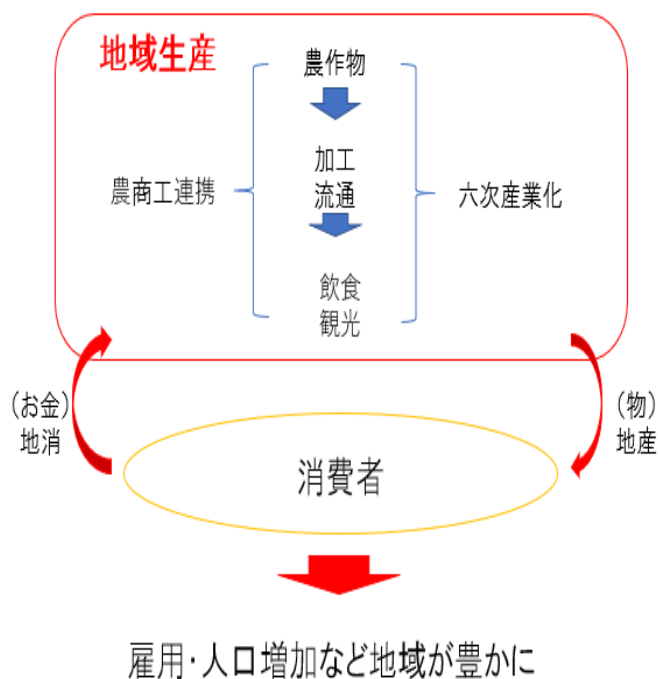 地域生産
農作物
加工
流通
農商工連携
六次産業化
飲食
観光
(お金)
地消
(物)
地産
消費者
雇用・人口増加など地域が豊かに